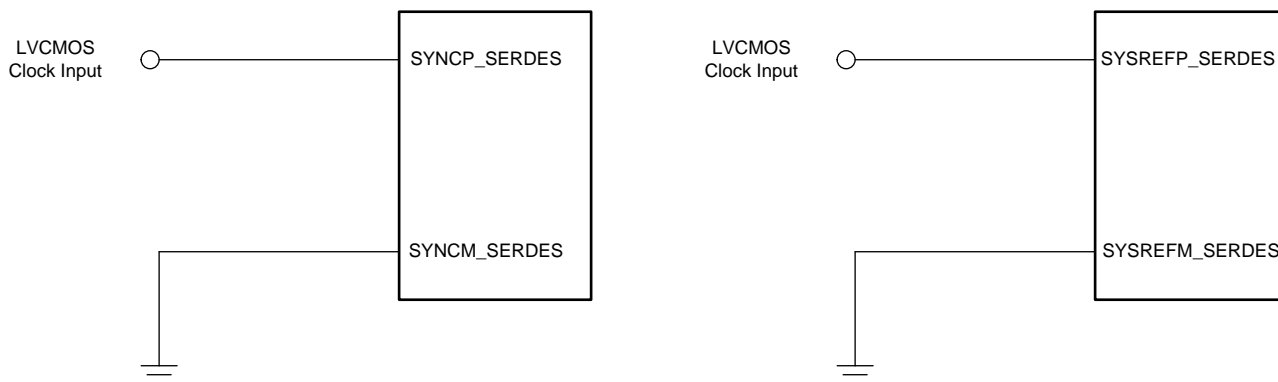 LVCMOS
Clock Input
SYNCP_SERDES
SYNCM_SERDES
LVCMOS
Clock Input
SYSREFP_SERDES
SYSREFM_SERDES